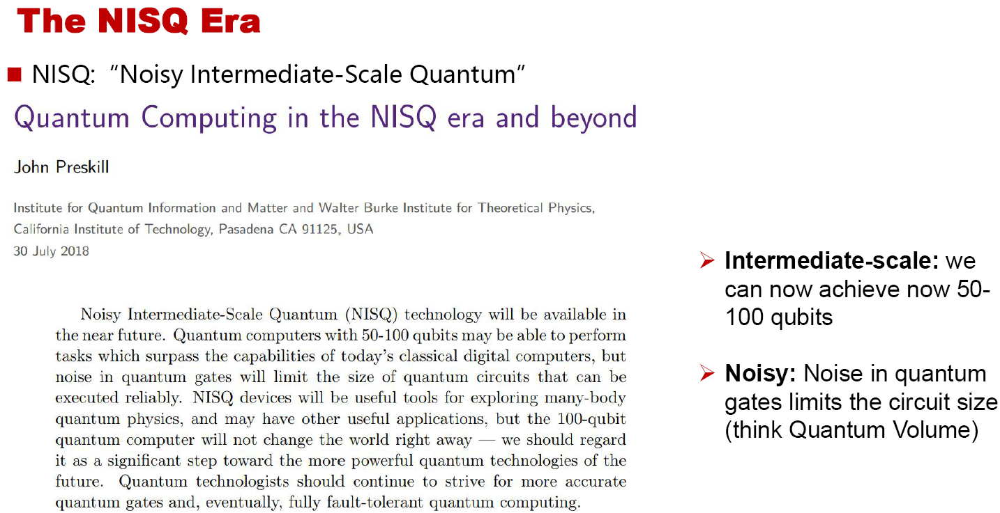 The NISQ Era
NISQ: “Noisy Intermediate-Scale Quantum”
Quantum Computing in the NISQ era and beyond
John Preskill
Institute for Quantum Information and Matter and Walter Burke Institute for Theoretical Physics,
California Institute of Technology, Pasadena CA 91125, USA
30 July 2018
Noisy Intermediate-Scale Quantum (NISQ) technology will be available in
the near future. Quantum computers with 50-100 qubits may be able to perform
tasks which surpass the capabilities of today’s classical digital computers, but
noise in quantum gates will limit the size of quantum circuits that can be
executed reliably. NISQ devices will be useful tools for exploring many-body
quantum physics, and may have other useful applications, but the 100-qubit
quantum computer will not change the world right away — we should regard
it as a significant step toward the more powerful quantum technologies of the
future. Quantum technologists should continue to strive for more accurate
quantum gates and, eventually, fully fault-tolerant quantum computing.
Intermediate-scale: we
can now achieve now 50-
100 qubits
Noisy: Noise in quantum
gates limits the circuit size
(think Quantum Volume)